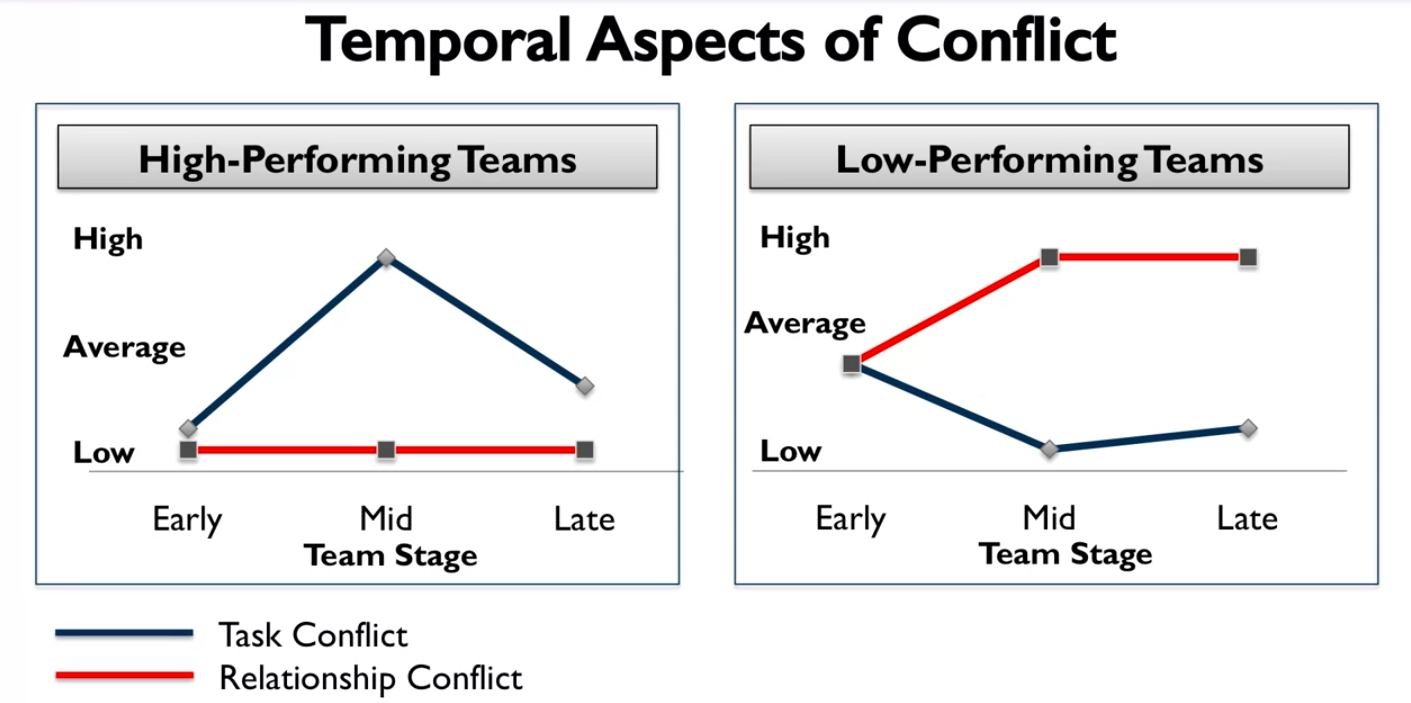 Temporal Aspects of Conflict
High-Performing Teams
High
Average
Low
Early Mid Late
Team Stage
Low-Performing Teams
High
Average
Low
Early Mid Late
Team Stage
Task Conflict
Relationship Conflict